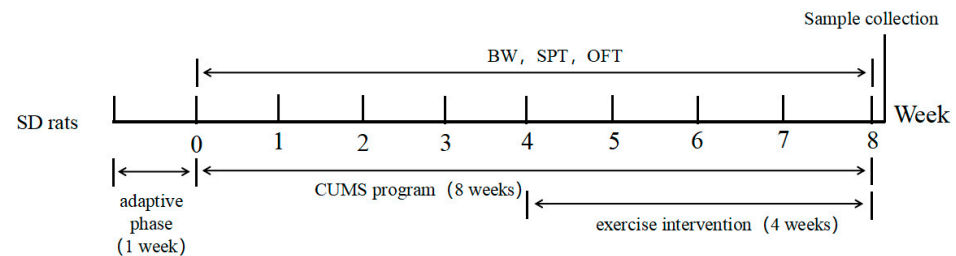 Sample collection
BW，SPT，OFT
SD rats
Week
0 1 2 3 4 5 6 7 8
CUMS program（8 weeks）
adaptive
phase
（1 week）
exercise intervention（4 weeks）